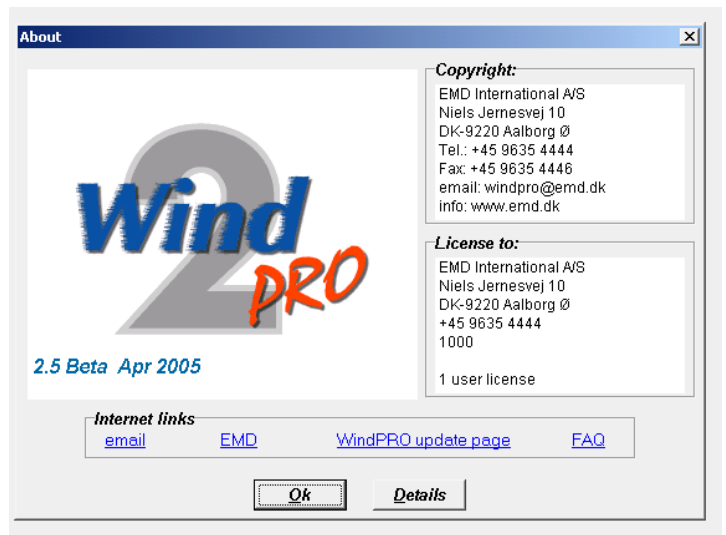 About
Wind
2
PRO
2.5 Beta Apr 2005
Copyright:
EMD International A/S
Niels Jernesvej 10
DK-9220 Aalborg Ø
Tel.: +45 9635 4444
Fax: +45 9635 4446
email: windpro@emd.dk
info: www.emd.dk
License to:
EMD International A/S
Niels Jernesvej 10
DK-9220 Aalborg Ø
+45 9635 4444
1000
1 user license
Internet links
email EMD WindPRO update page FAQ
Ok Details